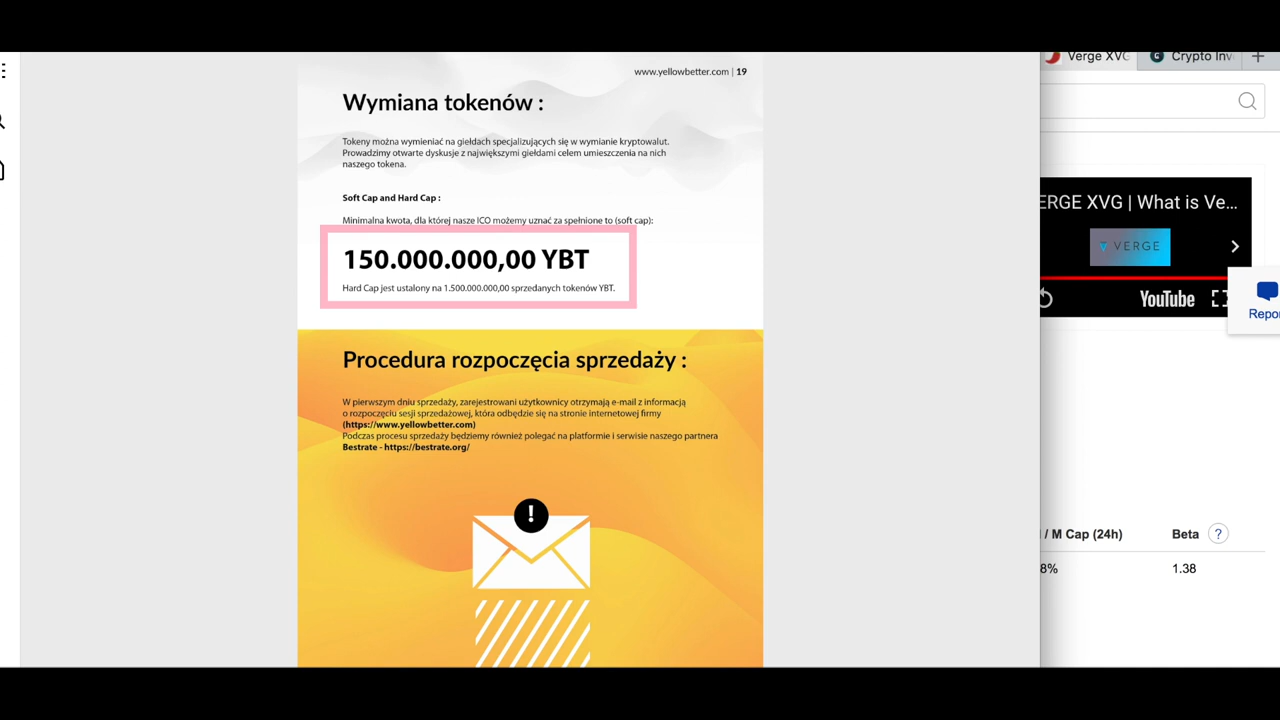 www.yellowbetter.com | 19
Wymiana tokenów :
Tokeny można wymieniać na giełdach specjalizujących się w wymianie kryptowalut.
Prowadzimy otwarte dyskusje z największymi giełdami celem umieszczenia na nich
naszego tokena.
Soft Cap and Hard Cap :
Minimalna kwota, dla której nasze ICO możemy uznać za spełnione to (soft cap):
150.000.000,00 YBT
Hard Cap jest ustalony na 1.500.000.000,00 sprzedanych tokenów YBT.
Procedura rozpoczęcia sprzedaży :
W pierwszym dniu sprzedaży, zarejestrowani użytkownicy otrzymają e-mail z informacją
o rozpoczęciu sesji sprzedażowej, która odbędzie się na stronie internetowej firmy
(https://www.yellowbetter.com)
Podczas procesu sprzedaży będziemy również polegać na platformie i serwisie naszego partnera
Bestrate - https://bestrate.org/
!
Verge XVG
Crypto Inv
ERGE XVG | What is Ve...
VERGE
YouTube
Repor
/ M Cap (24h)
Beta ?
8%
1.38